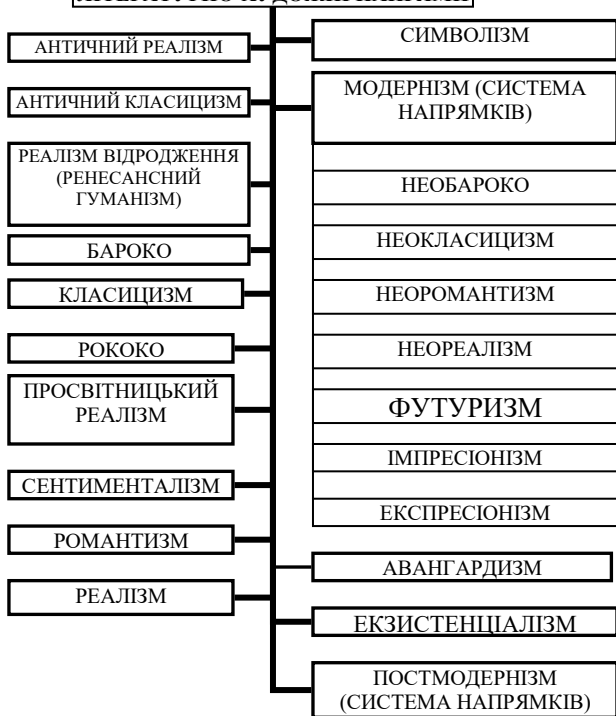 АНТИЧНИЙ РЕАЛІЗМ
АНТИЧНИЙ КЛАСИЦИЗМ
РЕАЛІЗМ ВІДРОДЖЕННЯ
(РЕНЕСАНСНИЙ
ГУМАНІЗМ)
БАРОКО
КЛАСИЦИЗМ
РОКОКО
ПРОСВІТНИЦЬКИЙ
РЕАЛІЗМ
СЕНТИМЕНТАЛІЗМ
РОМАНТИЗМ
РЕАЛІЗМ
СИМВОЛІЗМ
МОДЕРНІЗМ (СИСТЕМА
НАПРЯМКІВ)
НЕОБАРОКО
НЕОКЛАСИЦИЗМ
НЕОРОМАНТИЗМ
НЕОРЕАЛІЗМ
ФУТУРИЗМ
ІМПРЕСІОНІЗМ
ЕКСПРЕСІОНІЗМ
АВАНГАРДИЗМ
ЕКЗИСТЕНЦІАЛІЗМ
ПОСТМОДЕРНІЗМ
(СИСТЕМА НАПРЯМКІВ)